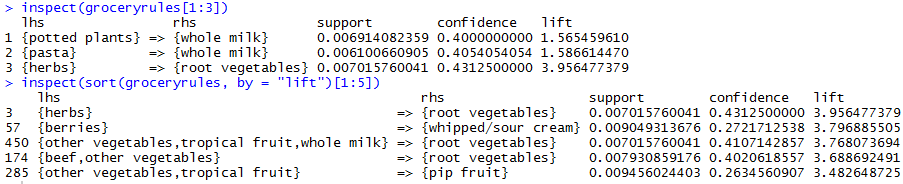 > inspect(groceryrules[1:3])
  lhs               rhs               support        confidence   lift
1 {potted plants} => {whole milk}      0.006914082359 0.4000000000 1.565459610
2 {pasta}         => {whole milk}      0.006100660905 0.4054054054 1.586614470
3 {herbs}         => {root vegetables} 0.007015760041 0.4312500000 3.956477379
> inspect(sort(groceryrules, by = "lift")[1:5])
    lhs                                             rhs                  support        confidence   lift
3   {herbs}                                      => {root vegetables}    0.007015760041 0.4312500000 3.956477379
57  {berries}                                    => {whipped/sour cream} 0.009049313676 0.2721712538 3.796885505
450 {other vegetables,tropical fruit,whole milk} => {root vegetables}    0.007015760041 0.4107142857 3.768073694
174 {beef,other vegetables}                      => {root vegetables}    0.007930859176 0.4020618557 3.688692491
285 {other vegetables,tropical fruit}            => {pip fruit}          0.009456024403 0.2634560907 3.482648725